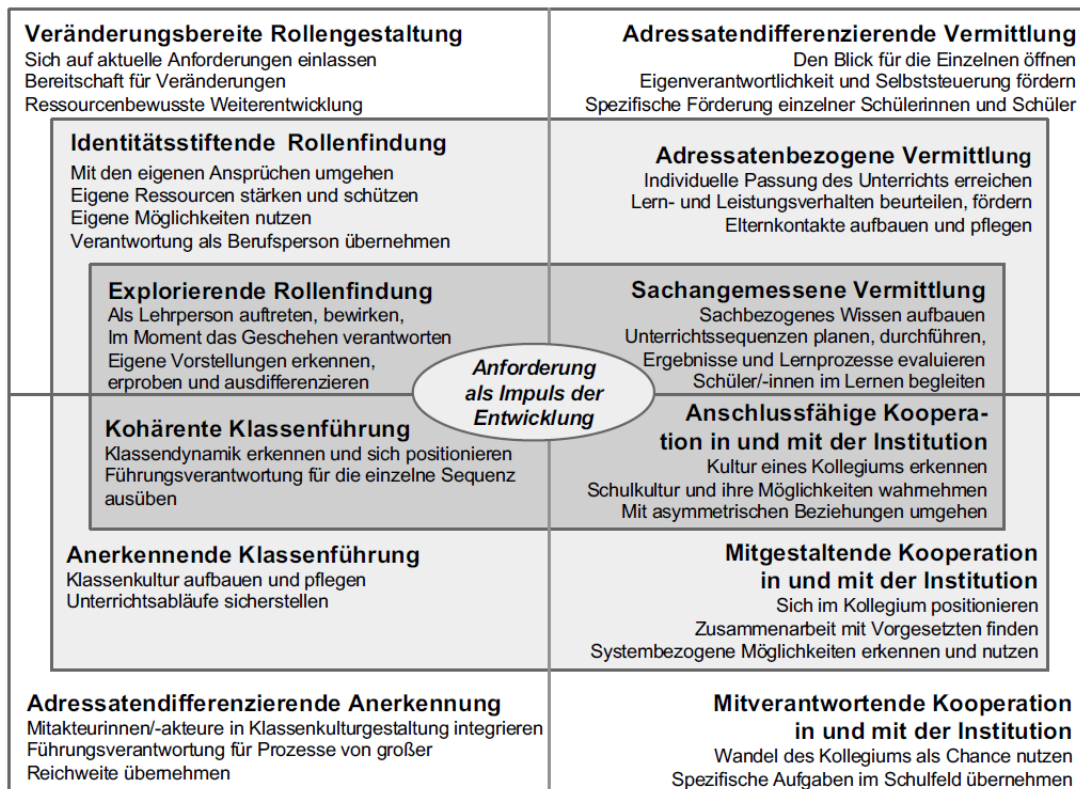 Veränderungsbereite Rollengestaltung
Sich auf aktuelle Anforderungen einlassen
Bereitschaft für Veränderungen
Ressourcenbewusste Weiterentwicklung
Adressatendifferenzierende Vermittlung
Den Blick für die Einzelnen öffnen
Eigenverantwortlichkeit und Selbststeuerung fördern
Spezifische Förderung einzelner Schülerinnen und Schüler
Identitätsstiftende Rollenfindung
Mit den eigenen Ansprüchen umgehen
Eigene Ressourcen stärken und schützen
Eigene Möglichkeiten nutzen
Verantwortung als Berufsperson übernehmen
Adressatenbezogene Vermittlung
Individuelle Passung des Unterrichts erreichen
Lern- und Leistungsverhalten beurteilen, fördern
Elternkontakte aufbauen und pflegen
Explorierende Rollenfindung
Als Lehrperson auftreten, bewirken,
Im Moment das Geschehen verantworten
Eigene Vorstellungen erkennen,
erproben und ausdifferenzieren
Sachangemessene Vermittlung
Sachbezogenes Wissen aufbauen
Unterrichtssequenzen planen, durchführen,
Ergebnisse und Lernprozesse evaluieren
Schüler/-innen im Lernen begleiten
Anforderung
als Impuls der
Entwicklung
Kohärente Klassenführung
Klassendynamik erkennen und sich positionieren
Führungsverantwortung für die einzelne Sequenz
ausüben
Anschlussfähige Koopera-
tion in und mit der Institution
Kultur eines Kollegiums erkennen
Schulkultur und ihre Möglichkeiten wahrnehmen
Mit asymmetrischen Beziehungen umgehen
Anerkennende Klassenführung
Klassenkultur aufbauen und pflegen
Unterrichtsabläufe sicherstellen
Mitgestaltende Kooperation
in und mit der Institution
Sich im Kollegium positionieren
Zusammenarbeit mit Vorgesetzten finden
Systembezogene Möglichkeiten erkennen und nutzen
Adressatendifferenzierende Anerkennung
Mitakteurinnen/-akteure in Klassenkulturgestaltung integrieren
Führungsverantwortung für Prozesse von großer
Reichweite übernehmen
Mitverantwortende Kooperation
in und mit der Institution
Wandel des Kollegiums als Chance nutzen
Spezifische Aufgaben im Schulfeld übernehmen